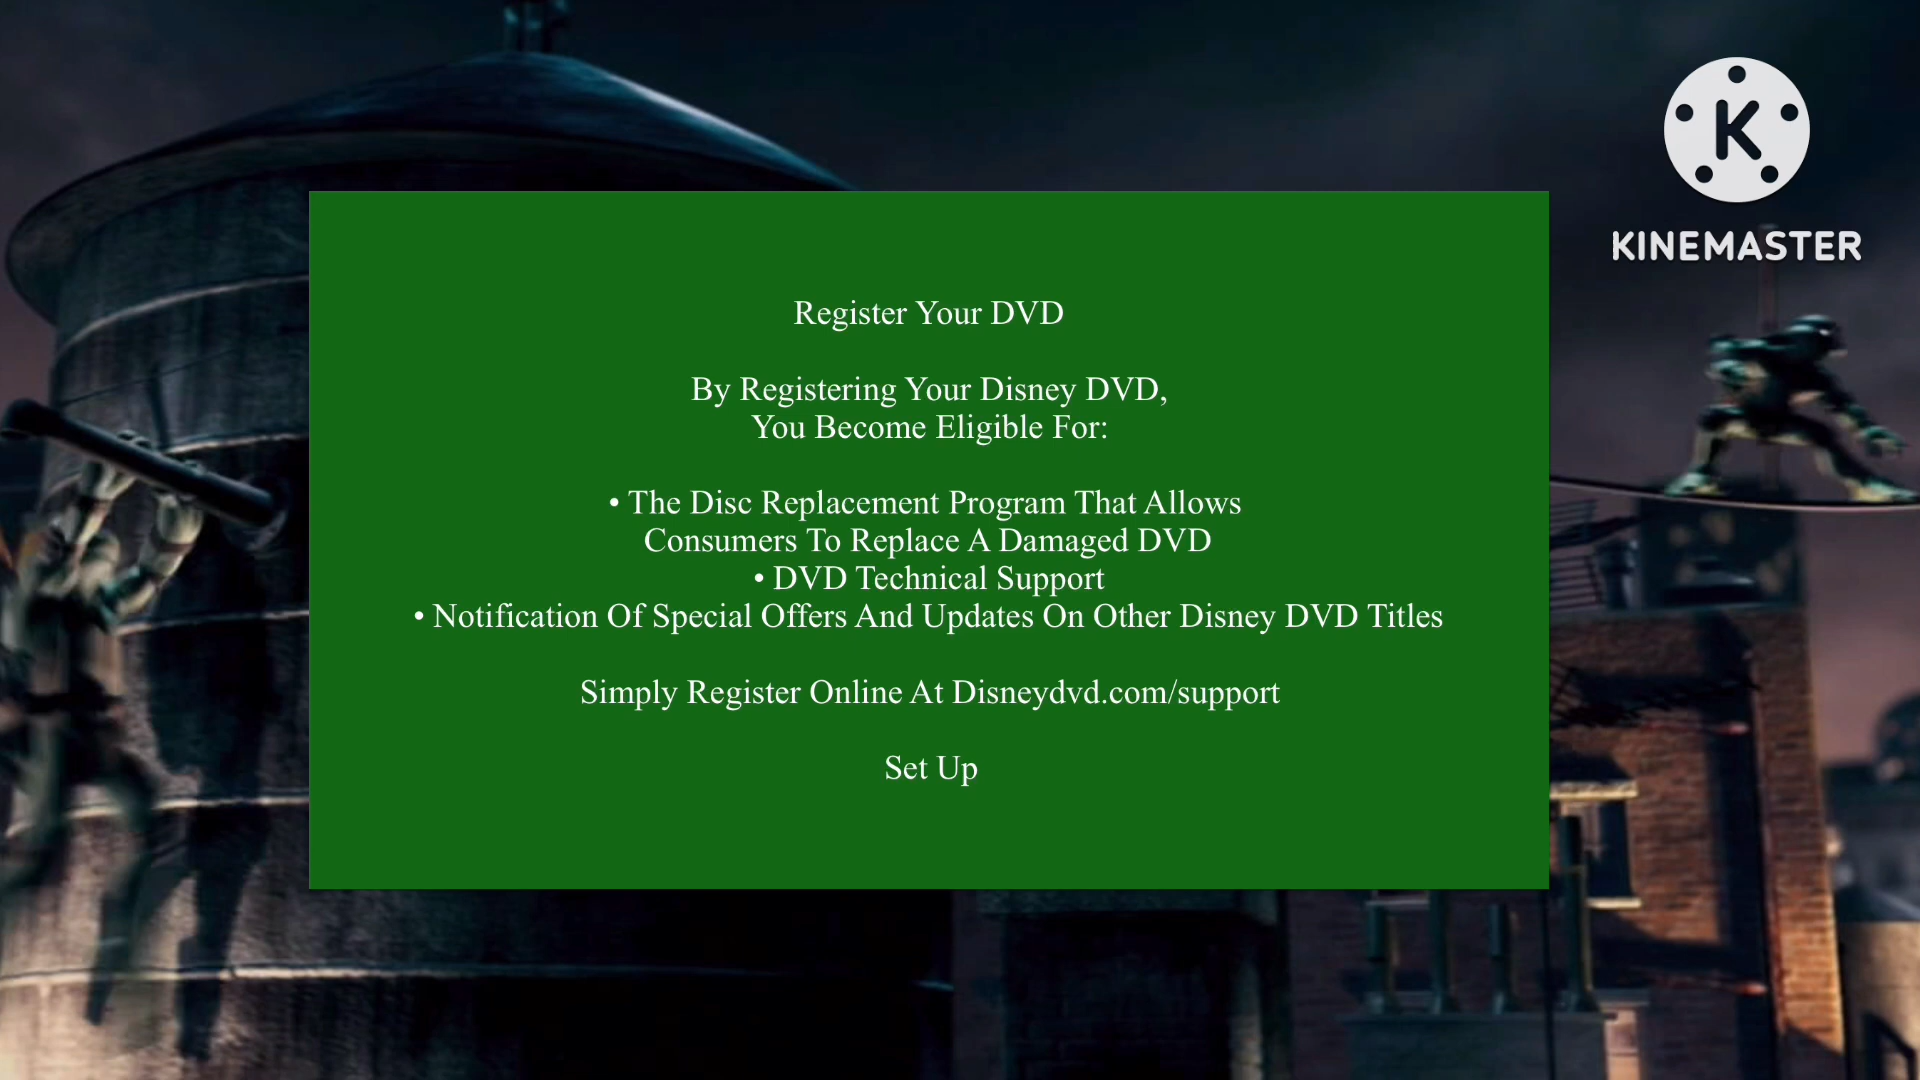 K
KINEMASTER
Register Your DVD
By Registering Your Disney DVD,
You Become Eligible For:
• The Disc Replacement Program That Allows
Consumers To Replace A Damaged DVD
• DVD Technical Support
• Notification Of Special Offers And Updates On Other Disney DVD Titles
Simply Register Online At Disneydvd.com/support
Set Up